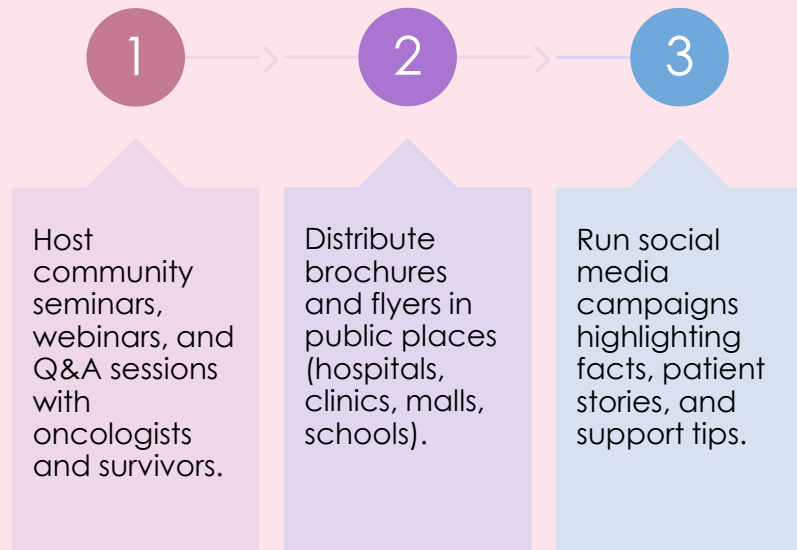 1
2
3
Host
community
seminars,
webinars, and
Q&A sessions
with
oncologists
and survivors.
Distribute
brochures
and flyers in
public places
(hospitals,
clinics, malls,
schools).
Run social
media
campaigns
highlighting
facts, patient
stories, and
support tips.